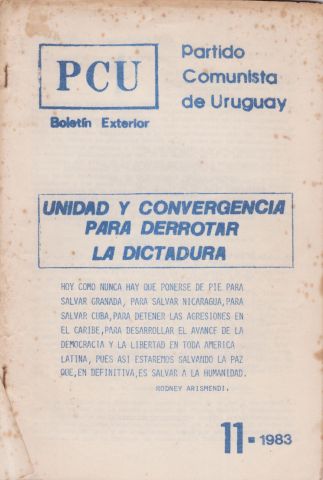 PCU
Boletín Exterior
Partido
Comunista
de Uruguay
UNIDAD Y CONVERGENCIA
PARA DERROTAR
LA DICTADURA
HOY COMO NUNCA HAY QUE PONERSE DE PIE PARA
SALVAR GRANADA, PARA SALVAR NICARAGUA,PARA
SALVAR CUBA,PARA DETENER LAS AGRESIONES EN
EL CARIBE,PARA DESARROLLAR EL AVANCE DE LA
DEMOCRACIA Y LA LIBERTAD EN TODA AMERICA
LATINA, PUES ASI ESTAREMOS SALVANDO LA PAZ
QUE,EN DEFINITIVA,ES SALVAR A LA HUMANIDAD.
RODNEY ARISMENDI.
11-1983